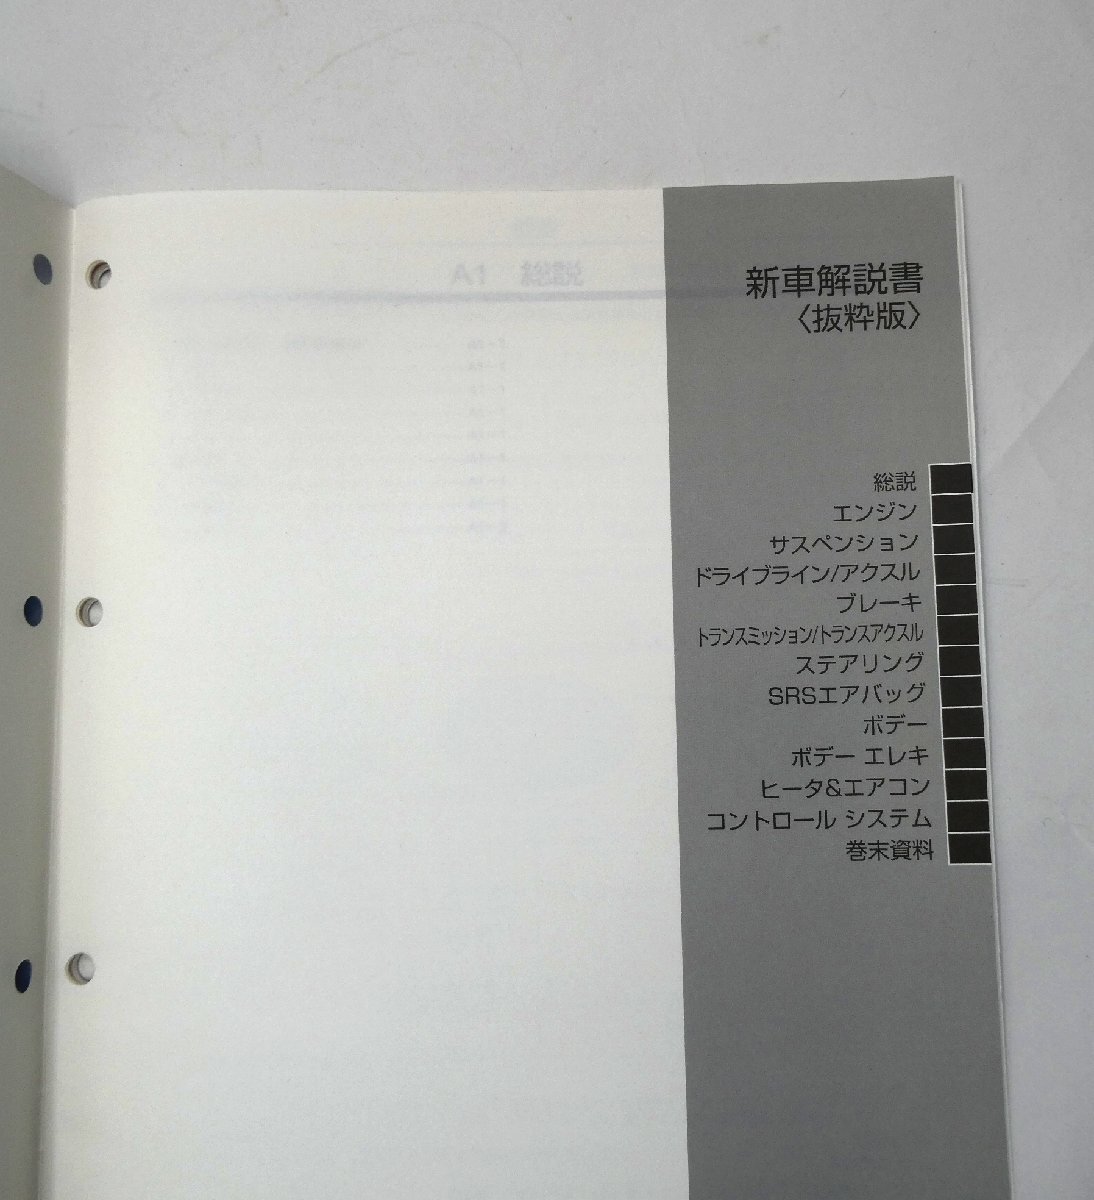 新車解説書
〈抜粋版〉
A1 総説
総説
エンジン
サスペンション
ドライブライン/アクスル
ブレーキ
トランスミッション/トランスアクスル
ステアリング
SRSエアバッグ
ボデー
ボデー エレキ
ヒータ&エアコン
コントロール システム
巻末資料